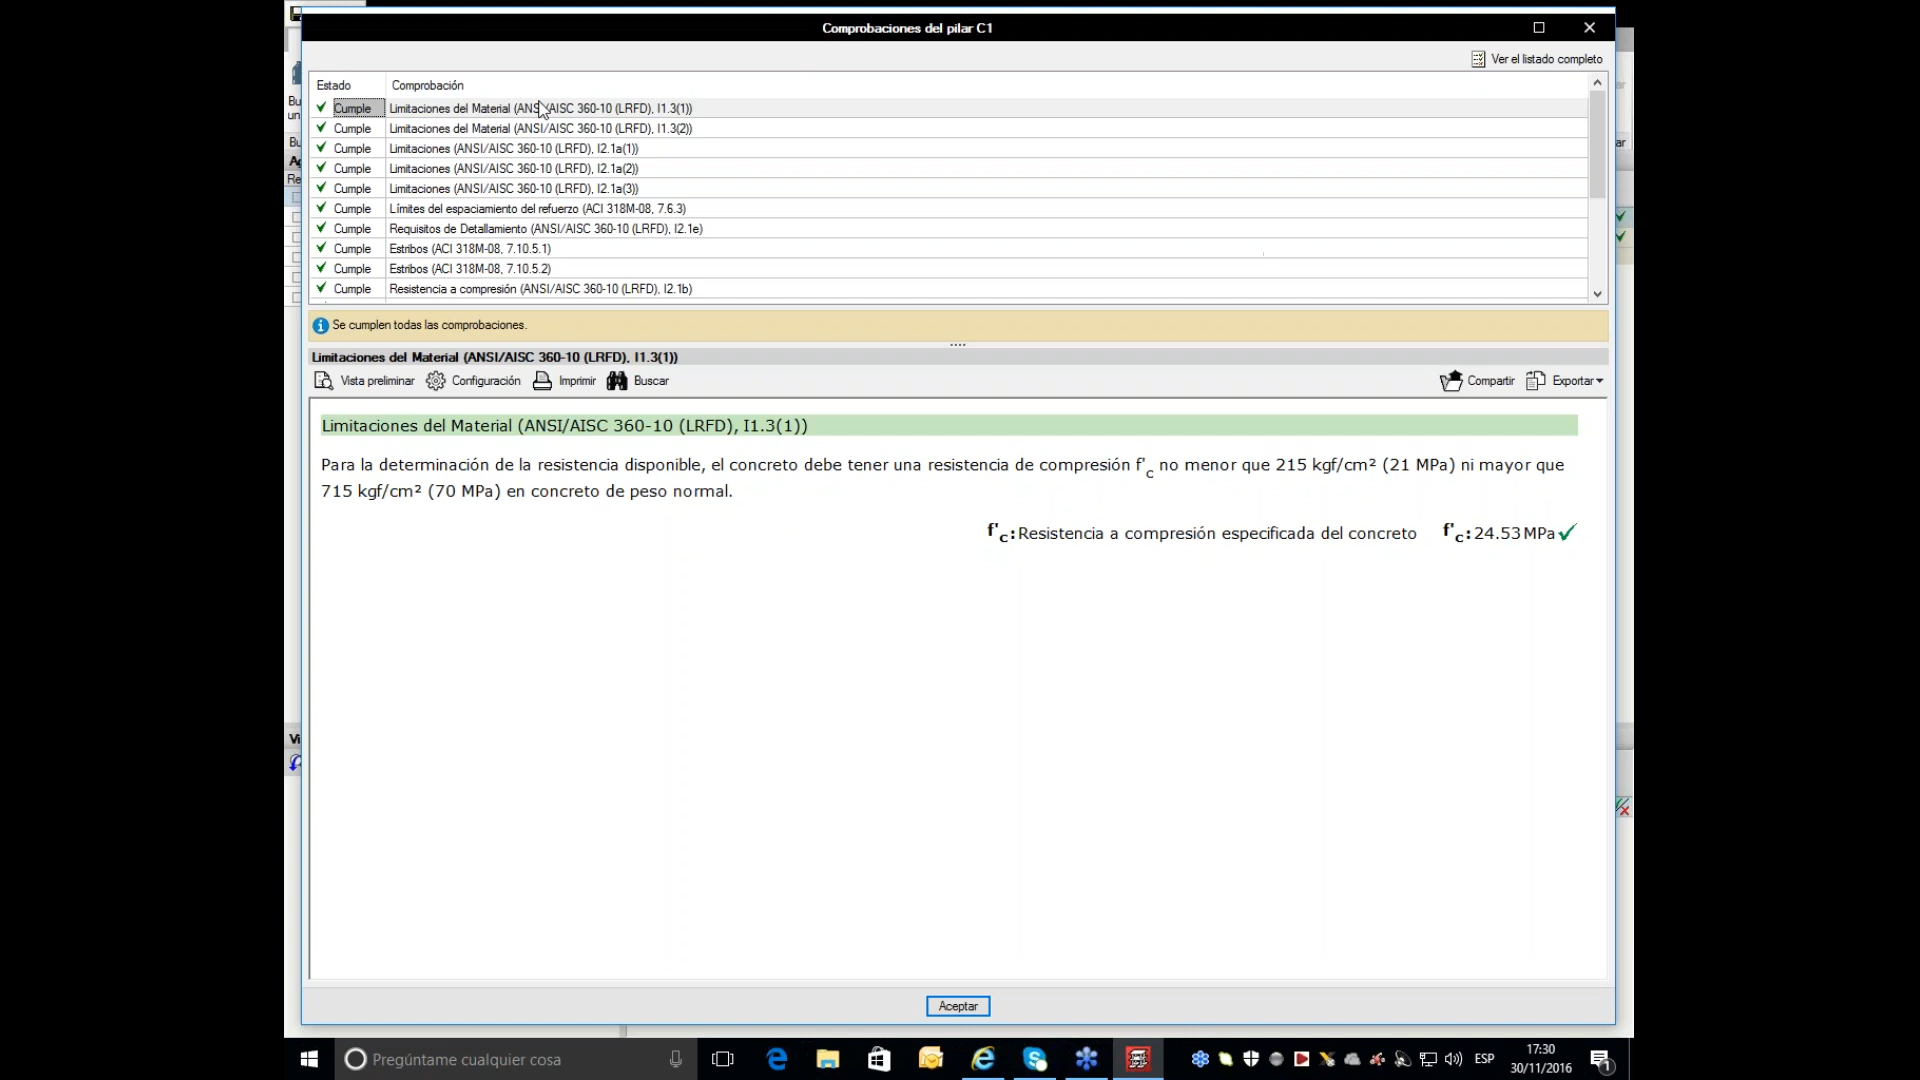 Comprobaciones del pilar C1
Ver el listado completo
Estado Comprobación
Cumple Limitaciones del Material (ANSI/AISC 360-10 (LRFD), I1.3(1))
Cumple Limitaciones del Material (ANSI/AISC 360-10 (LRFD), I1.3(2))
Cumple Limitaciones (ANSI/AISC 360-10 (LRFD), I2.1a(1))
Cumple Limitaciones (ANSI/AISC 360-10 (LRFD), I2.1a(2))
Cumple Limitaciones (ANSI/AISC 360-10 (LRFD), I2.1a(3))
Cumple Límites del espaciamiento del refuerzo (ACI 318M-08, 7.6.3)
Cumple Requisitos de Detallamiento (ANSI/AISC 360-10 (LRFD), I2.1e)
Cumple Estribos (ACI 318M-08, 7.10.5.1)
Cumple Estribos (ACI 318M-08, 7.10.5.2)
Cumple Resistencia a compresión (ANSI/AISC 360-10 (LRFD), I2.1b)
Se cumplen todas las comprobaciones.
Limitaciones del Material (ANSI/AISC 360-10 (LRFD), I1.3(1))
Vista preliminar Configuración Imprimir Buscar Compartir Exportar
Limitaciones del Material (ANSI/AISC 360-10 (LRFD), I1.3(1))
Para la determinación de la resistencia disponible, el concreto debe tener una resistencia de compresión f'c no menor que 215 kgf/cm² (21 MPa) ni mayor que
715 kgf/cm² (70 MPa) en concreto de peso normal.
f'c: Resistencia a compresión especificada del concreto f'c: 24.53 MPa
Aceptar
Pregúntame cualquier cosa
ESP
17:30
30/11/2016
1